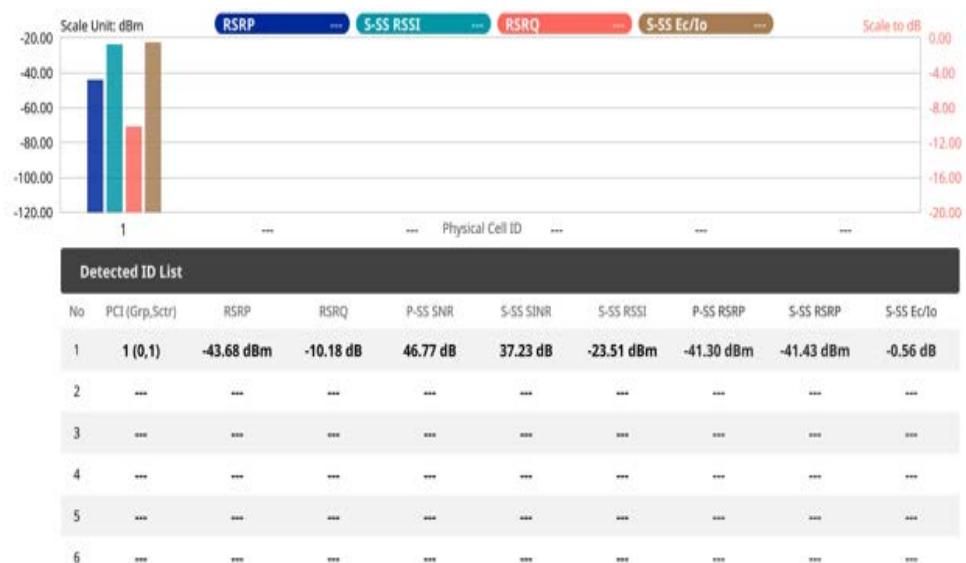 Scale Unit: dBm RSRP --- S-SS RSSI --- RSRQ --- S-SS Ec/Io --- Scale to dB
-20.00 0.00
-40.00 -4.00
-60.00 -8.00
-80.00 -12.00
-100.00 -16.00
-120.00 -20.00
1 --- --- Physical Cell ID --- --- ---
Detected ID List
No PCI (Grp,Sctr) RSRP RSRQ P-SS SNR S-SS SINR S-SS RSSI P-SS RSRP S-SS RSRP S-SS Ec/Io
1 1 (0,1) -43.68 dBm -10.18 dB 46.77 dB 37.23 dB -23.51 dBm -41.30 dBm -41.43 dBm -0.56 dB
2 --- --- --- --- --- --- --- --- ---
3 --- --- --- --- --- --- --- --- ---
4 --- --- --- --- --- --- --- --- ---
5 --- --- --- --- --- --- --- --- ---
6 --- --- --- --- --- --- --- --- ---